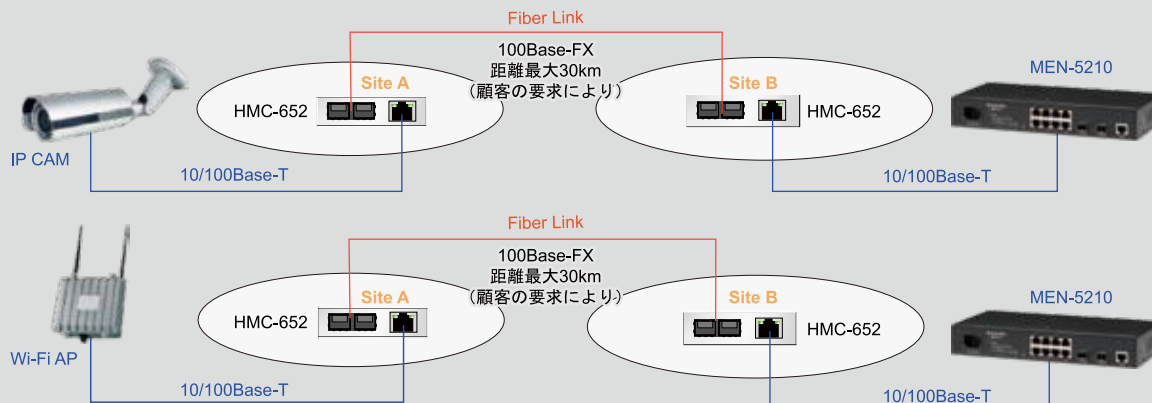 Fiber Link
100Base-FX
距離最大30km
(顧客の要求により)
Site A
Site B
MEN-5210
HMC-652
HMC-652
IP CAM
10/100Base-T
10/100Base-T
Fiber Link
100Base-FX
距離最大30km
(顧客の要求により)
Site A
Site B
MEN-5210
HMC-652
HMC-652
Wi-Fi AP
10/100Base-T
10/100Base-T